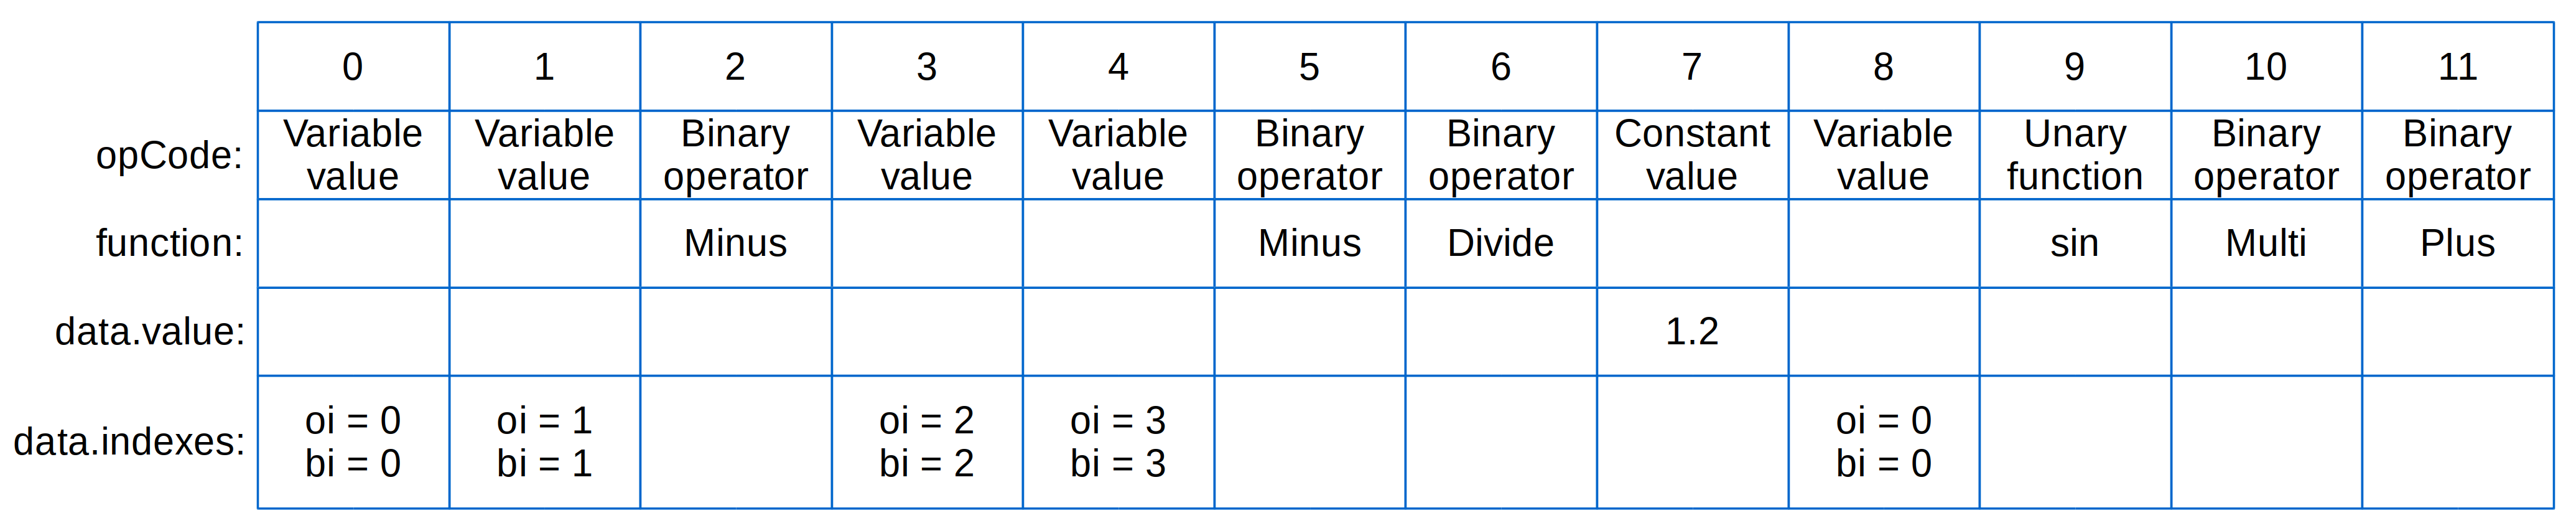 0 1 2 3 4 5 6 7 8 9 10 11
opCode: Variable value Variable value Binary operator Variable value Variable value Binary operator Binary operator Constant value Variable value Unary function Binary operator Binary operator
function: Minus Minus Divide sin Multi Plus
data.value: 1.2
data.indexes: oi = 0 bi = 0 oi = 1 bi = 1 oi = 2 bi = 2 oi = 3 bi = 3 oi = 0 bi = 0